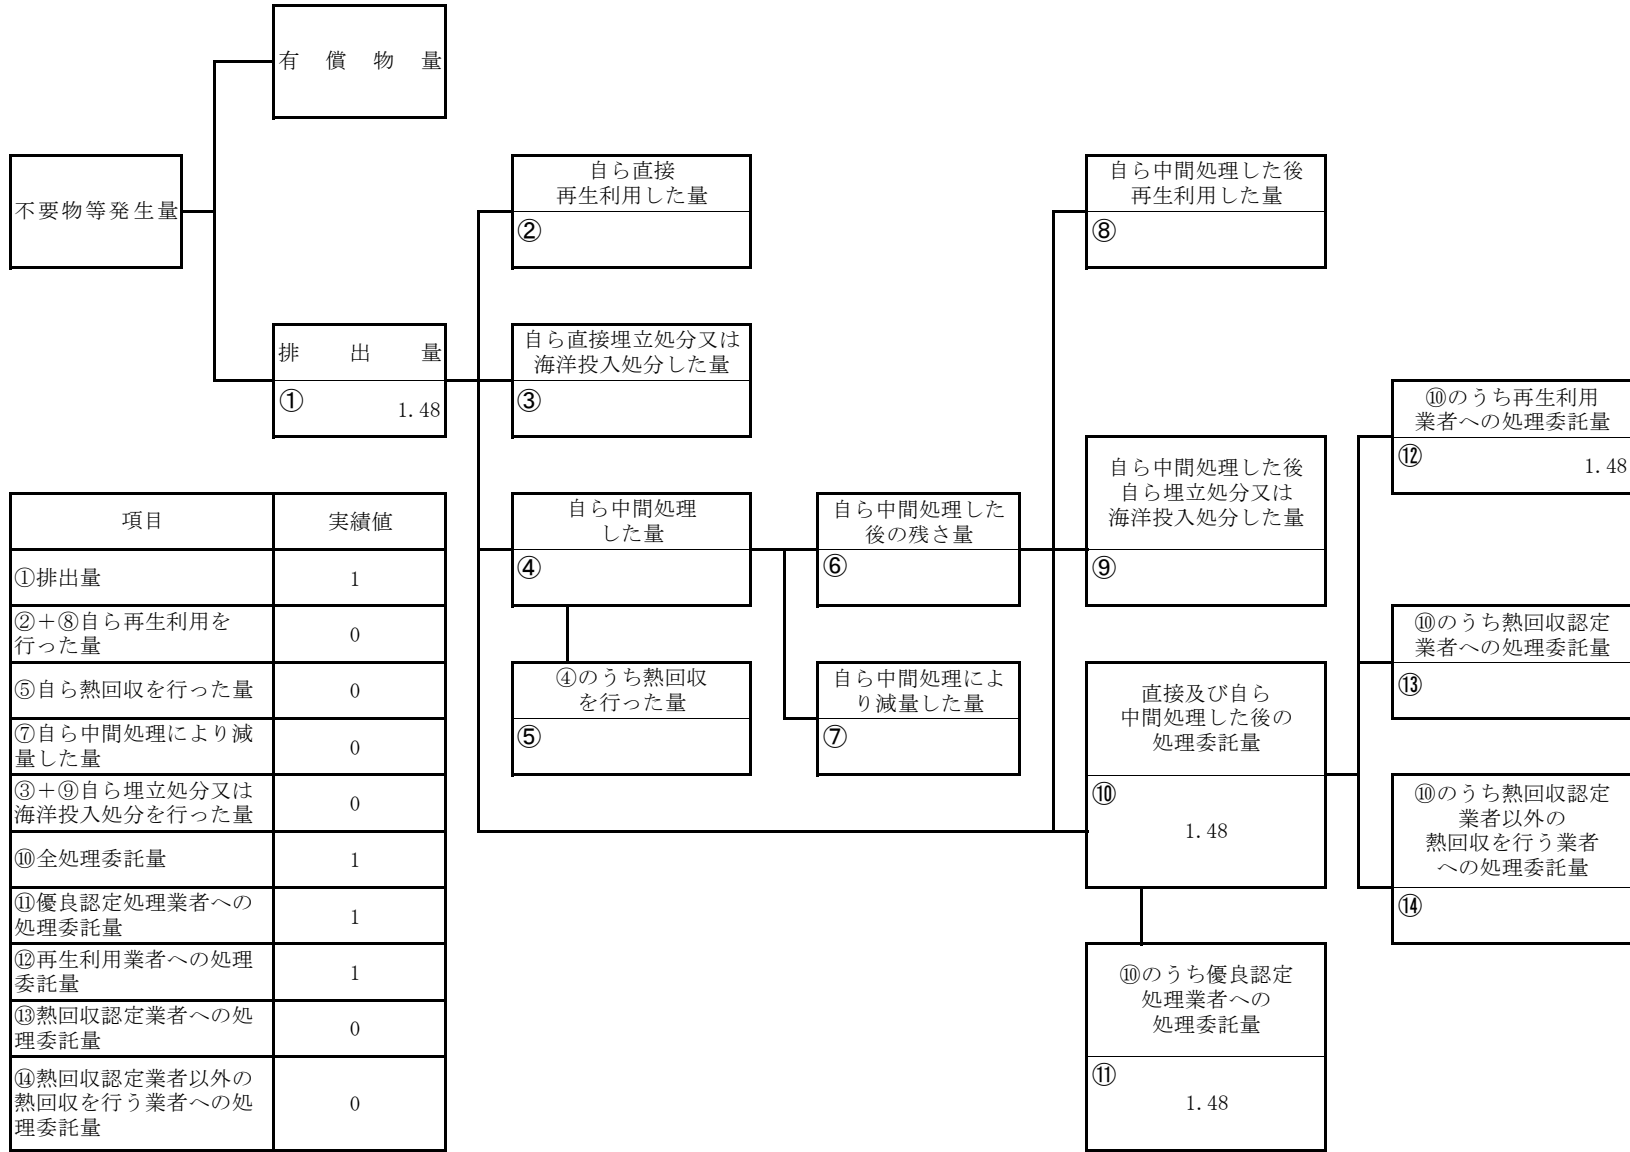 有償物量
不要物等発生量
排出量
①
1.48
自ら直接
再生利用した量
②
自ら直接埋立処分又は
海洋投入処分した量
③
自ら中間処理
した量
④
④のうち熱回収
を行った量
⑤
自ら中間処理した
後の残さ量
⑥
自ら中間処理によ
り減量した量
⑦
自ら中間処理した後
再生利用した量
⑧
自ら中間処理した後
自ら埋立処分又は
海洋投入処分した量
⑨
直接及び自ら
中間処理した後の
処理委託量
⑩
1.48
⑩のうち優良認定
処理業者への
処理委託量
⑪
1.48
⑩のうち再生利用
業者への処理委託量
⑫
1.48
⑩のうち熱回収認定
業者への処理委託量
⑬
⑩のうち熱回収認定
業者以外の
熱回収を行う業者
への処理委託量
⑭
項目 実績値
①排出量 1
②+⑧自ら再生利用を
行った量 0
⑤自ら熱回収を行った量 0
⑦自ら中間処理により減
量した量 0
③+⑨自ら埋立処分又は
海洋投入処分を行った量 0
⑩全処理委託量 1
⑪優良認定処理業者への
処理委託量 1
⑫再生利用業者への処理
委託量 1
⑬熱回収認定業者への処
理委託量 0
⑭熱回収認定業者以外の
熱回収を行う業者への処
理委託量 0